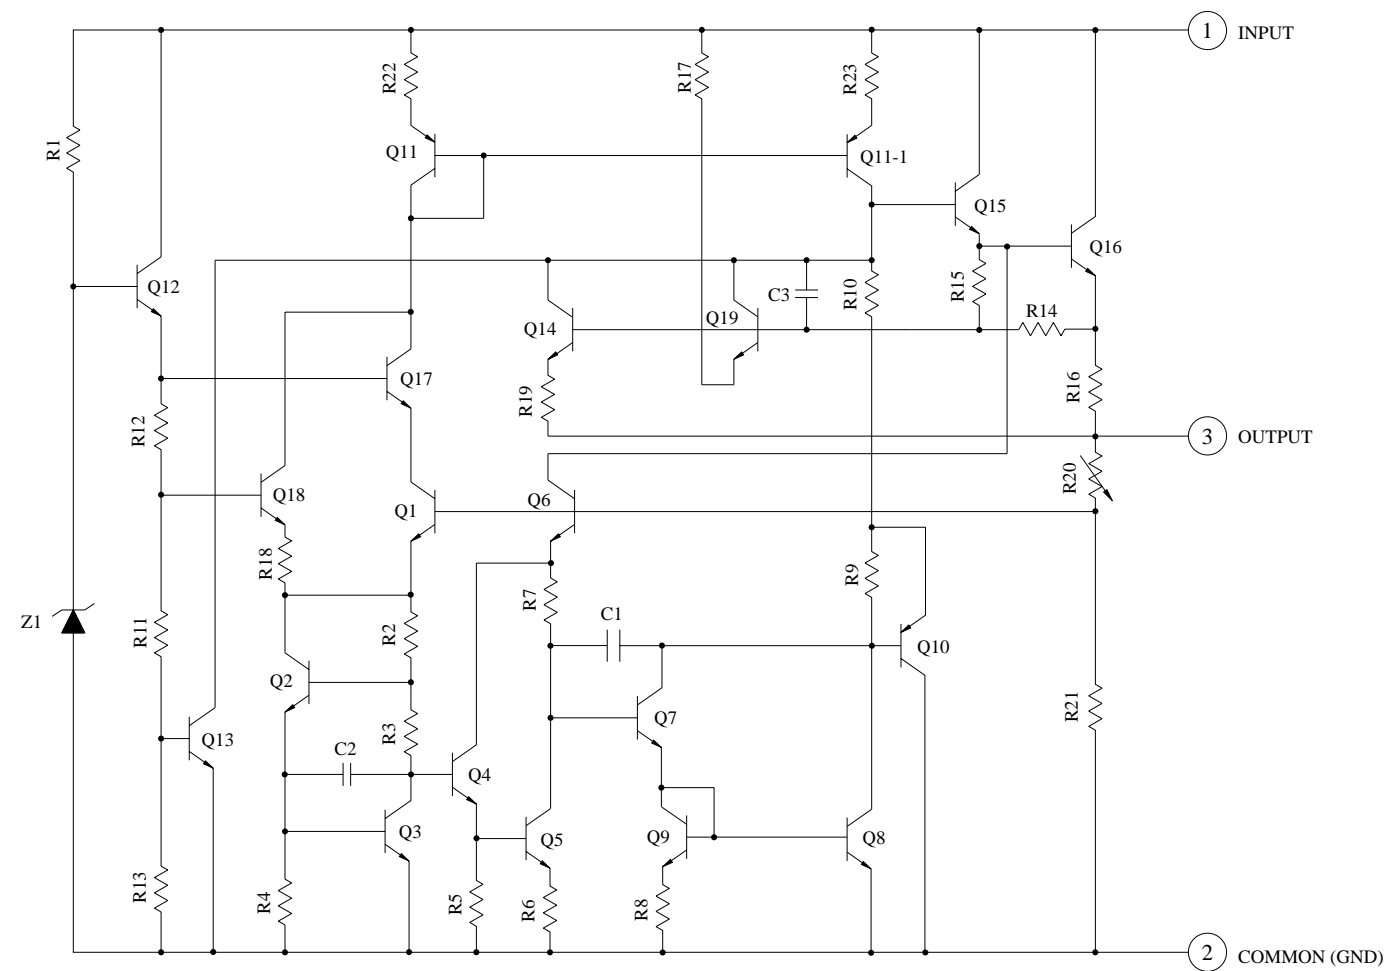 1 INPUT
R22
R17
R23
R1
Q11
Q11-1
Q15
Q16
Q12
C3
R10
R15
Q14
Q19
R14
Q17
R19
R16
R12
3 OUTPUT
R20
Q18
Q1
Q6
R18
R9
R7
C1
Z1
R11
R2
Q10
Q2
R21
Q7
R3
Q13
C2
Q4
Q3
Q5
Q9
Q8
R13
R4
R5
R6
R8
2 COMMON (GND)